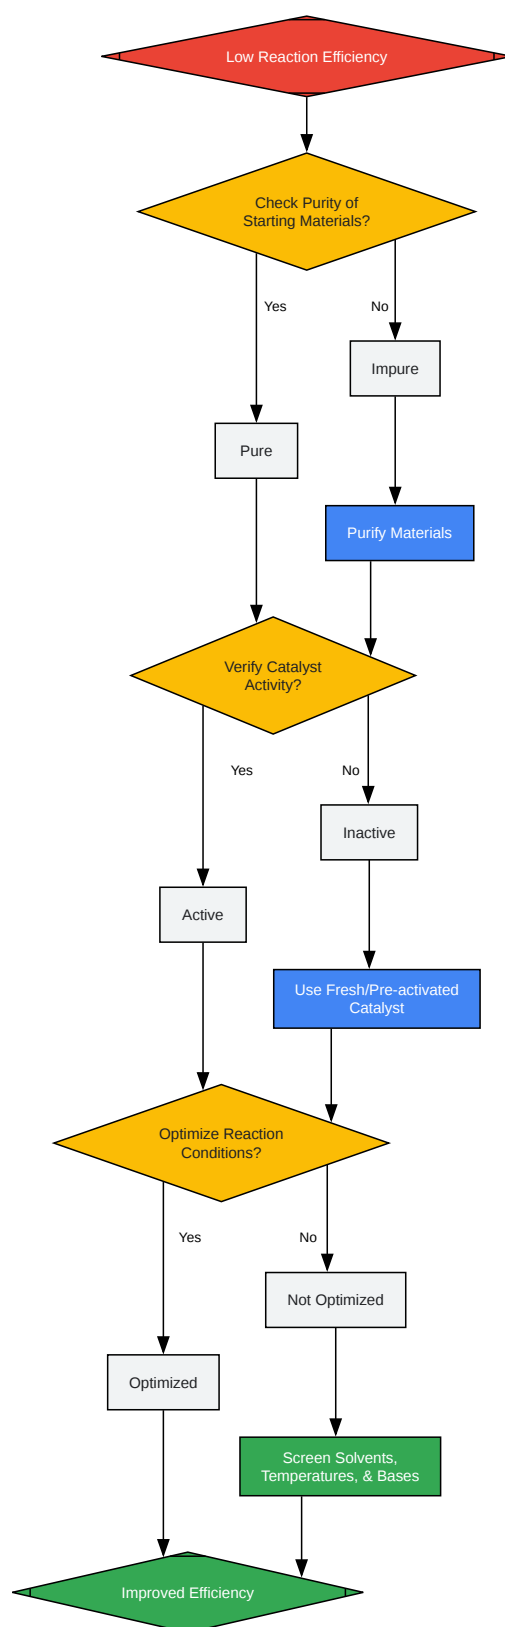 Low Reaction Efficiency
Check Purity of
Starting Materials?
Yes
No
Impure
Pure
Purify Materials
Verify Catalyst
Activity?
Yes
No
Inactive
Active
Use Fresh/Pre-activated
Catalyst
Optimize Reaction
Conditions?
Yes
No
Not Optimized
Optimized
Screen Solvents,
Temperatures, & Bases
Improved Efficiency